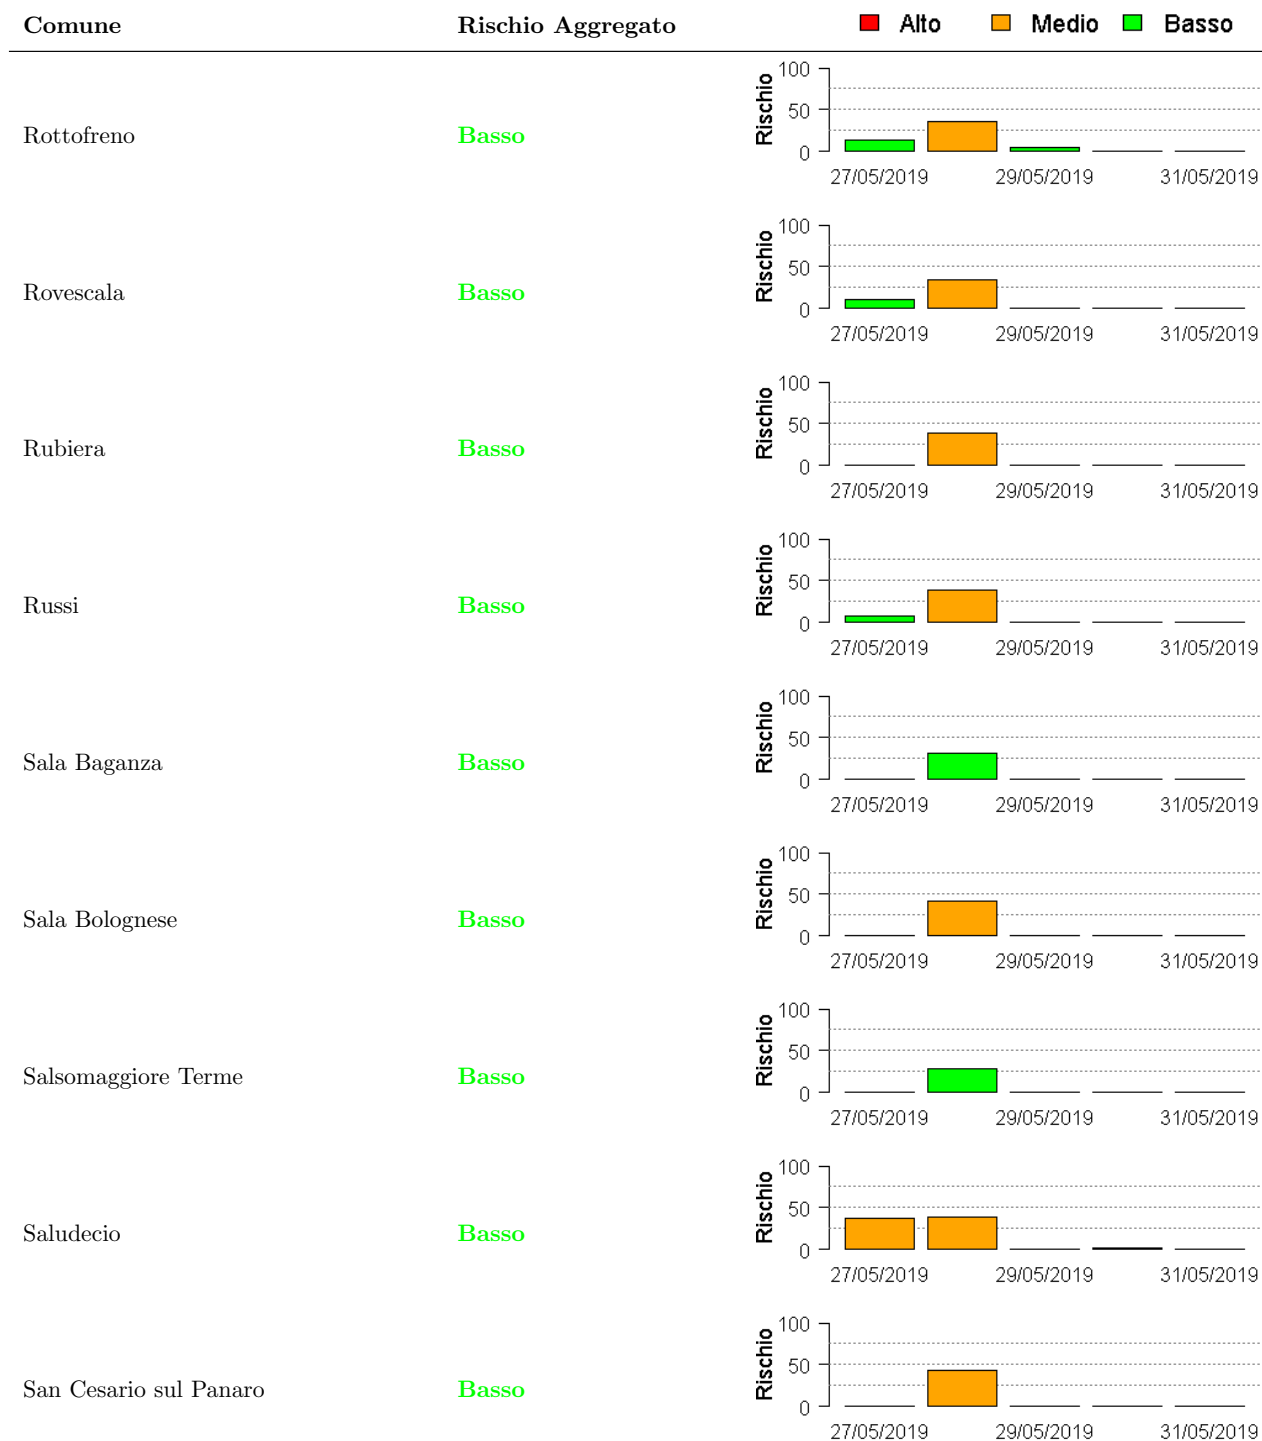 Comune Rischio Aggregato Alto Medio Basso
100
Rottofreno Basso Rischio 50
0
27/05/2019 29/05/2019 31/05/2019
100
Rovescala Basso Rischio 50
0
27/05/2019 29/05/2019 31/05/2019
100
Rubiera Basso Rischio 50
0
27/05/2019 29/05/2019 31/05/2019
100
Russi Basso Rischio 50
0
27/05/2019 29/05/2019 31/05/2019
100
Sala Baganza Basso Rischio 50
0
27/05/2019 29/05/2019 31/05/2019
100
Sala Bolognese Basso Rischio 50
0
27/05/2019 29/05/2019 31/05/2019
100
Salsomaggiore Terme Basso Rischio 50
0
27/05/2019 29/05/2019 31/05/2019
100
Saludecio Basso Rischio 50
0
27/05/2019 29/05/2019 31/05/2019
100
San Cesario sul Panaro Basso Rischio 50
0
27/05/2019 29/05/2019 31/05/2019